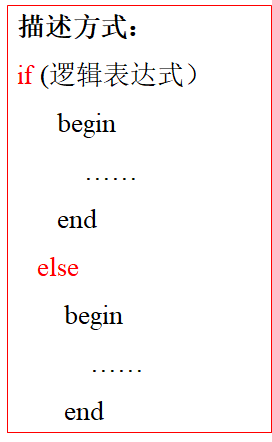 描述方式：
if (逻辑表达式）
begin
……
end
else
begin
……
end